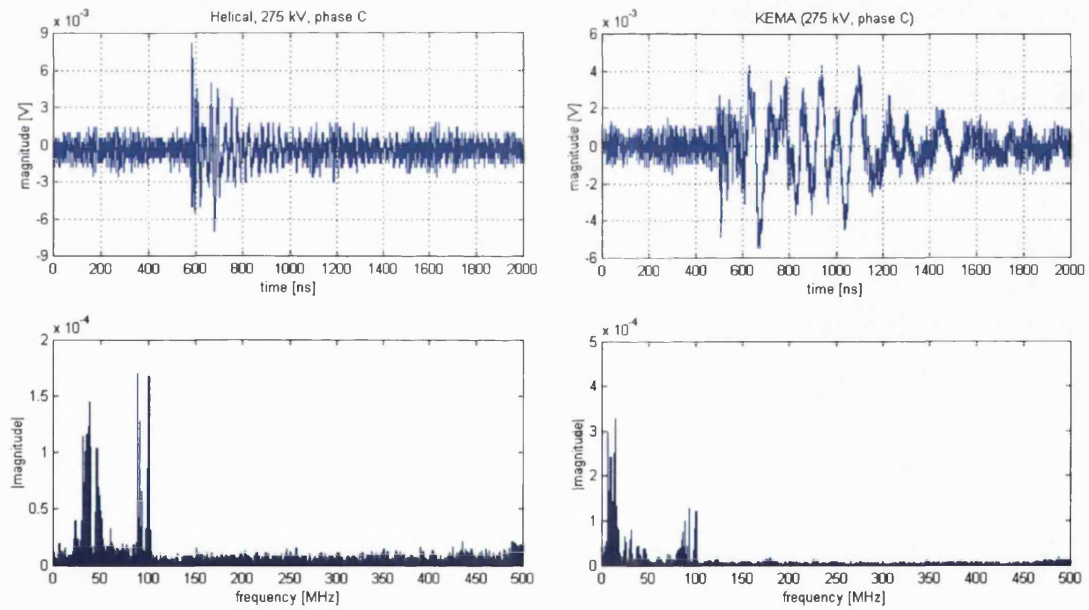 Helical, 275 kV, phase C
x 10^-3
9
6
3
0
-3
-6
-9
magnitude [V]
0 200 400 600 800 1000 1200 1400 1600 1800 2000
time [ns]
KEMA (275 kV, phase C)
x 10^-3
6
4
2
0
-2
-4
-6
magnitude [V]
0 200 400 600 800 1000 1200 1400 1600 1800 2000
time [ns]
x 10^-4
2
1.5
1
0.5
0
|magnitude|
0 50 100 150 200 250 300 350 400 450 500
frequency [MHz]
x 10^-4
5
4
3
2
1
0
|magnitude|
0 50 100 150 200 250 300 350 400 450 500
frequency [MHz]